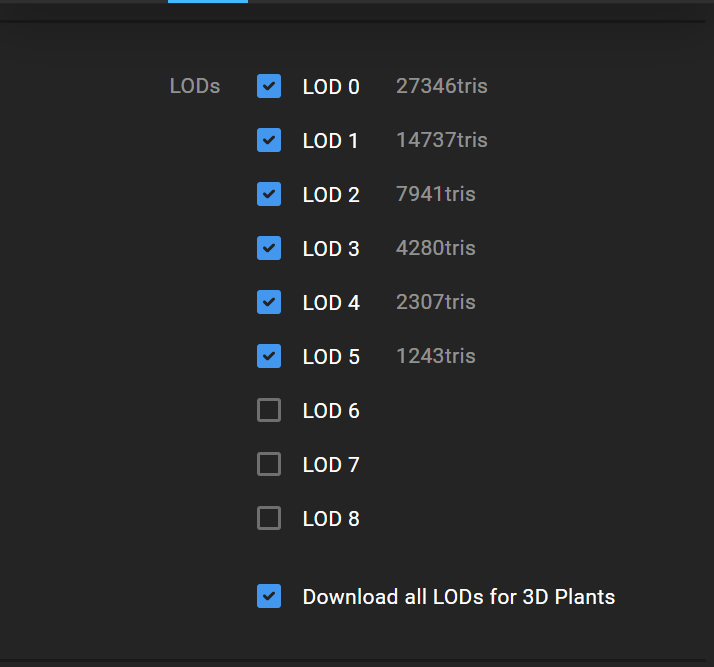 LODs LOD 0 27346tris
LOD 1 14737tris
LOD 2 7941tris
LOD 3 4280tris
LOD 4 2307tris
LOD 5 1243tris
LOD 6
LOD 7
LOD 8
Download all LODs for 3D Plants